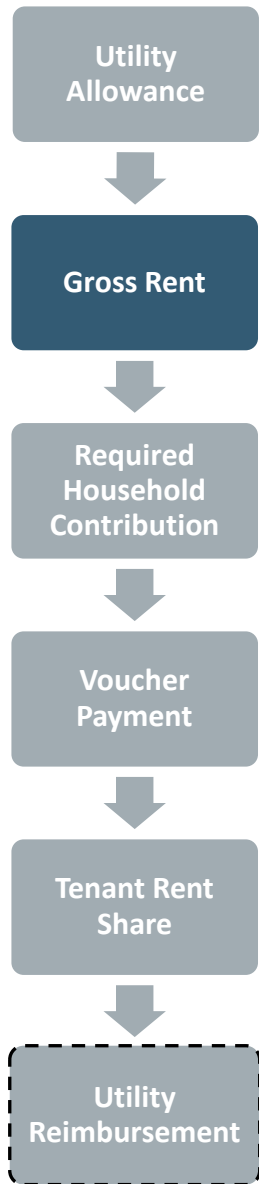 Utility
Allowance
Gross Rent
Required
Household
Contribution
Voucher
Payment
Tenant Rent
Share
Utility
Reimbursement